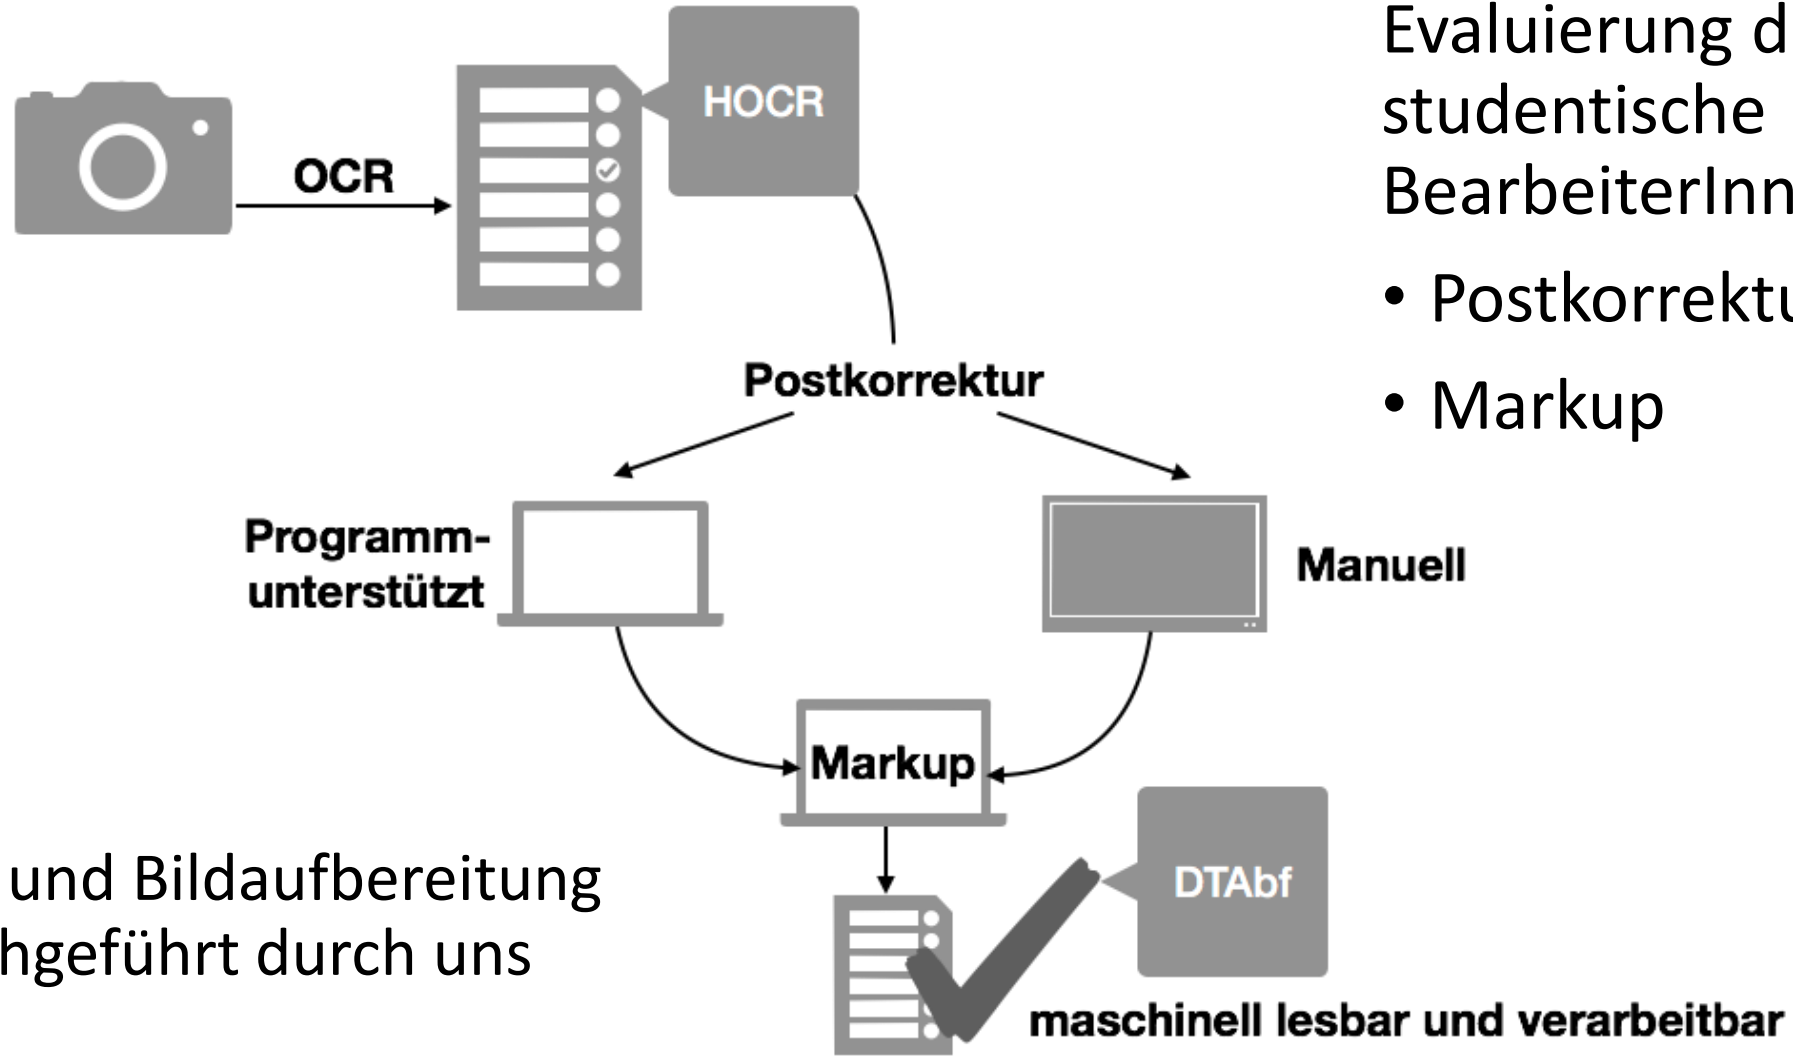 Evaluierung d
studentische
BearbeiterInn
• Postkorrektu
• Markup
HOCR
OCR
Postkorrektur
Programm-
unterstützt
Manuell
Markup
DTAbf
maschinell lesbar und verarbeitbar
und Bildaufbereitung
hgeführt durch uns